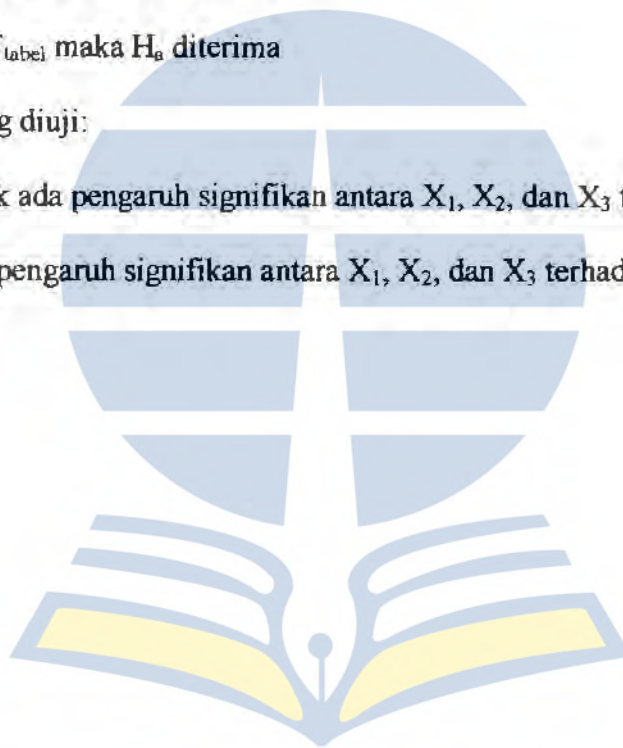 tabel maka Hₐ diterima
g diuji:
k ada pengaruh signifikan antara X₁, X₂, dan X₃ t
pengaruh signifikan antara X₁, X₂, dan X₃ terhad